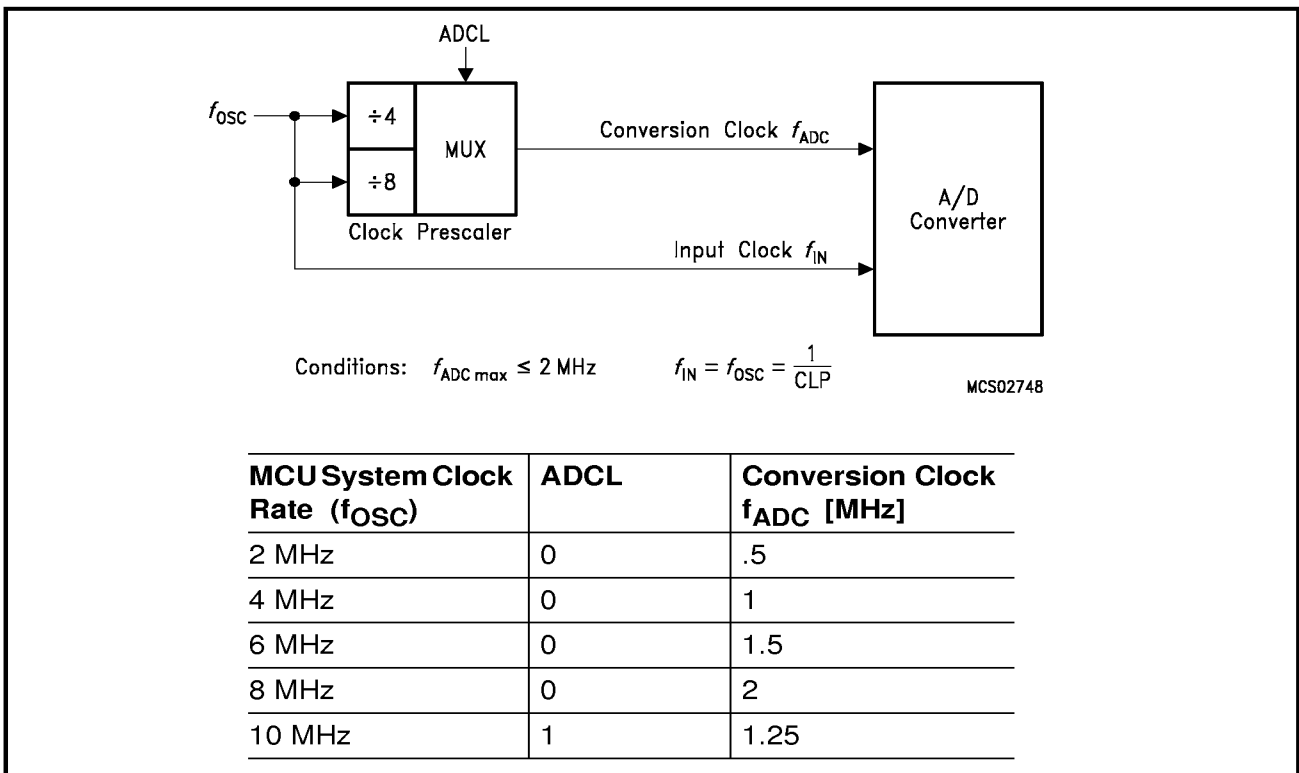 ADCL
fOSC
÷4
MUX
÷8
Clock Prescaler
Conversion Clock fADC
A/D
Converter
Input Clock fIN
Conditions: fADC max ≤ 2 MHz fIN = fOSC = 1/CLP
MCS02748
MCU System Clock Rate (fOSC) | ADCL | Conversion Clock fADC [MHz]
2 MHz | 0 | .5
4 MHz | 0 | 1
6 MHz | 0 | 1.5
8 MHz | 0 | 2
10 MHz | 1 | 1.25